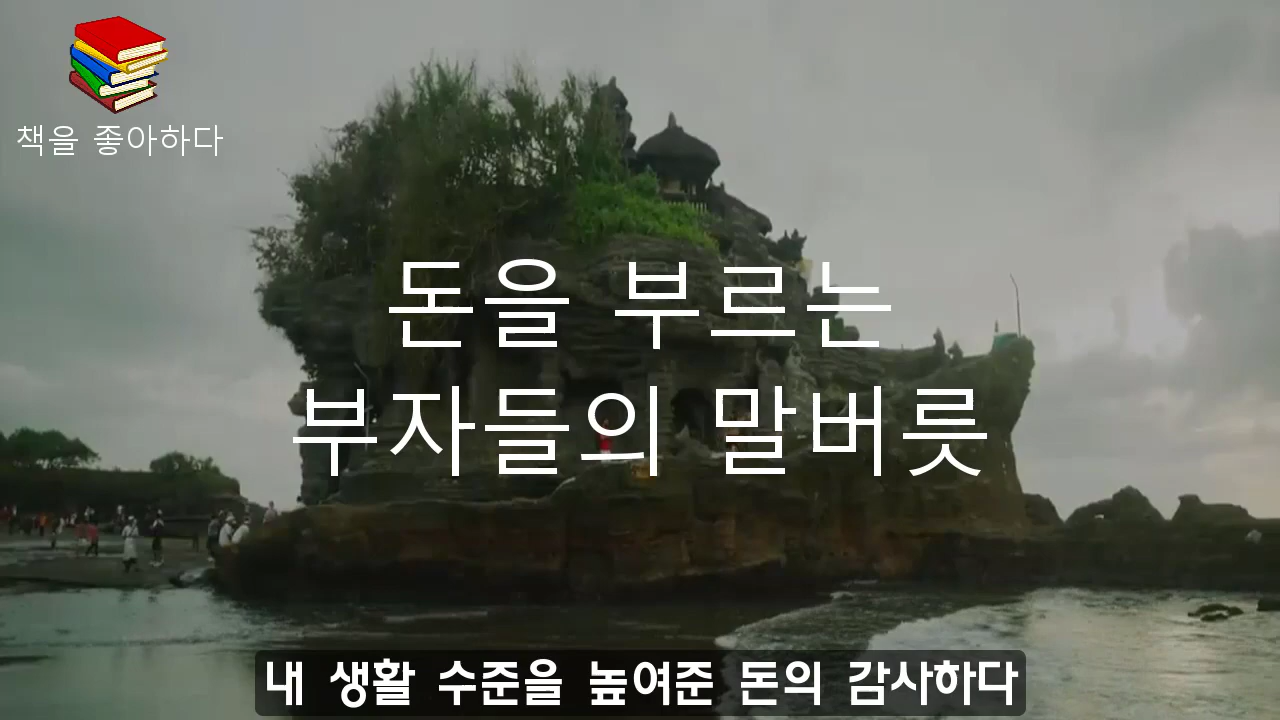 책을 좋아하다
돈을 부르는
부자들의 말버릇
내 생활 수준을 높여준 돈의 감사하다